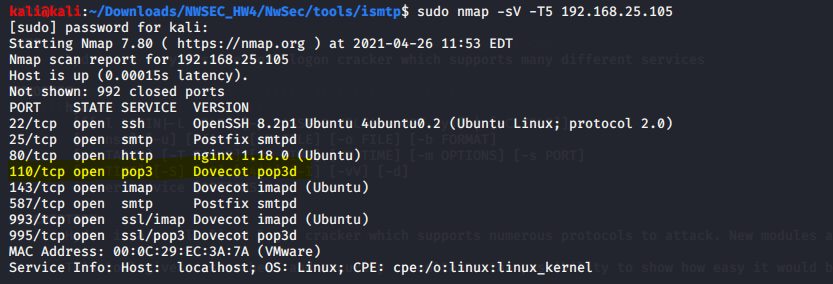 kali@kali:~/Downloads/NWSEC_HW4/NwSec/tools/ismtp$ sudo nmap -sV -T5 192.168.25.105
[sudo] password for kali:
Starting Nmap 7.80 ( https://nmap.org ) at 2021-04-26 11:53 EDT
Nmap scan report for 192.168.25.105
Host is up (0.00015s latency).
Not shown: 992 closed ports
PORT    STATE SERVICE  VERSION
22/tcp  open  ssh      OpenSSH 8.2p1 Ubuntu 4ubuntu0.2 (Ubuntu Linux; protocol 2.0)
25/tcp  open  smtp     Postfix smtpd
80/tcp  open  http     nginx 1.18.0 (Ubuntu)
110/tcp open  pop3     Dovecot pop3d
143/tcp open  imap     Dovecot imapd (Ubuntu)
587/tcp open  smtp     Postfix smtpd
993/tcp open  ssl/imap Dovecot imapd (Ubuntu)
995/tcp open  ssl/pop3 Dovecot pop3d
MAC Address: 00:0C:29:EC:3A:7A (VMware)
Service Info: Host:  localhost; OS: Linux; CPE: cpe:/o:linux:linux_kernel